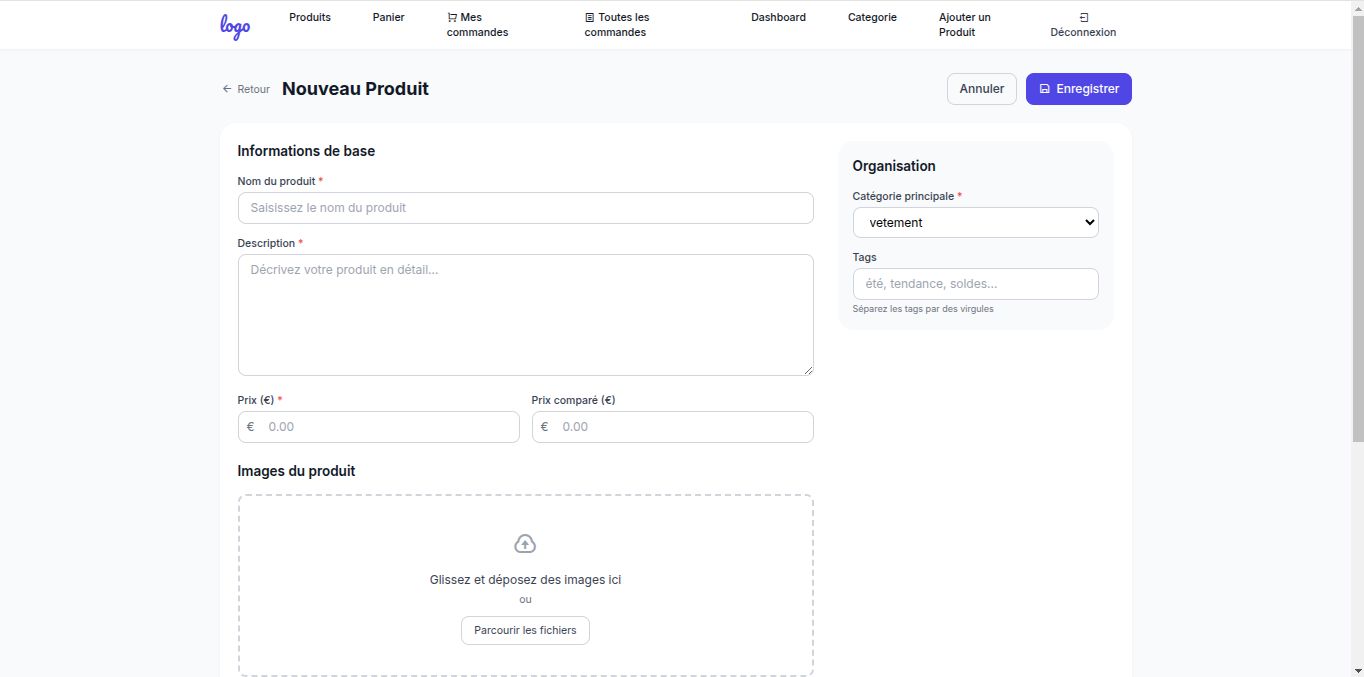 logo
Produits
Panier
Mes commandes
Toutes les commandes
Dashboard
Categorie
Ajouter un Produit
Déconnexion
← Retour
Nouveau Produit
Annuler
Enregistrer
Informations de base
Nom du produit *
Saisissez le nom du produit
Description *
Décrivez votre produit en détail...
Prix (€) *
€ 0.00
Prix comparé (€)
€ 0.00
Images du produit
Glissez et déposez des images ici
ou
Parcourir les fichiers
Organisation
Catégorie principale *
vetement
Tags
été, tendance, soldes...
Séparez les tags par des virgules